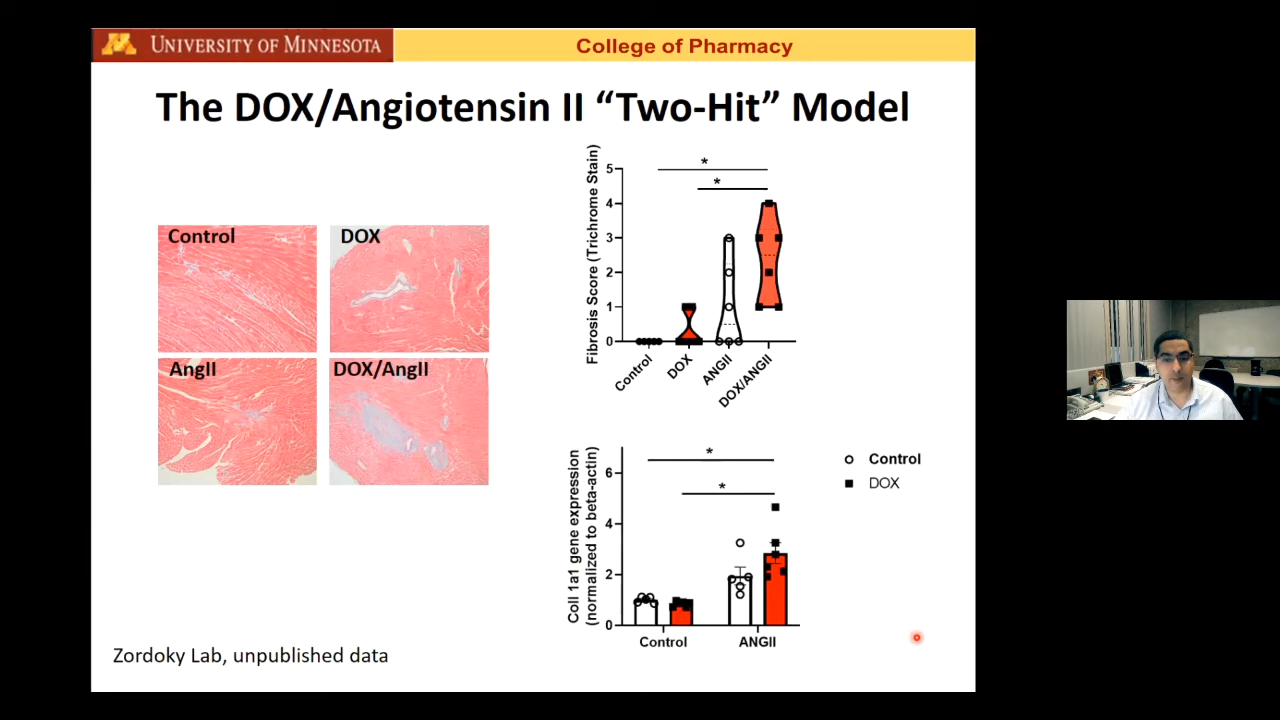 UNIVERSITY OF MINNESOTA
College of Pharmacy
The DOX/Angiotensin II “Two-Hit” Model
Control
DOX
AngII
DOX/AngII
Fibrosis Score (Trichrome Stain)
5
4
3
2
1
0
*
*
Control
DOX
ANGII
DOX/ANGII
Coll 1a1 gene expression
(normalized to beta-actin)
6
4
2
0
*
*
Control
ANGII
Control
DOX
Zordoky Lab, unpublished data